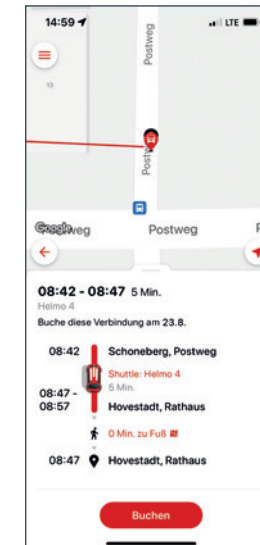 14:59
LTE
Postweg
13
Postweg
Google
weg
Postweg
08:42 - 08:47 5 Min.
Helmo 4
Buche diese Verbindung am 23.8.
08:42 Schoneberg, Postweg
Shuttle: Helmo 4
5 Min.
08:47 -
08:57 Hovestadt, Rathaus
0 Min. zu Fuß
08:47 Hovestadt, Rathaus
Buchen